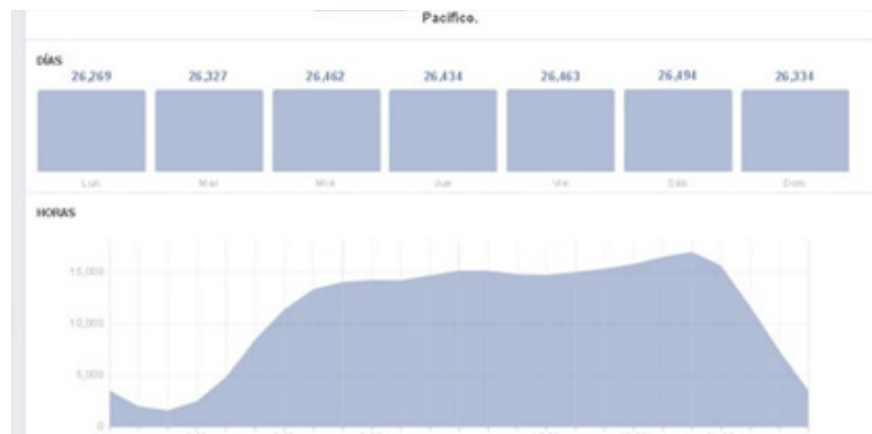 Pacífico.
DÍAS
26,269 26,327 26,462 26,434 26,463 26,494 26,334
Lun Mar Mié Jue Vie Sáb Dom
HORAS
15,000
10,000
5,000
0